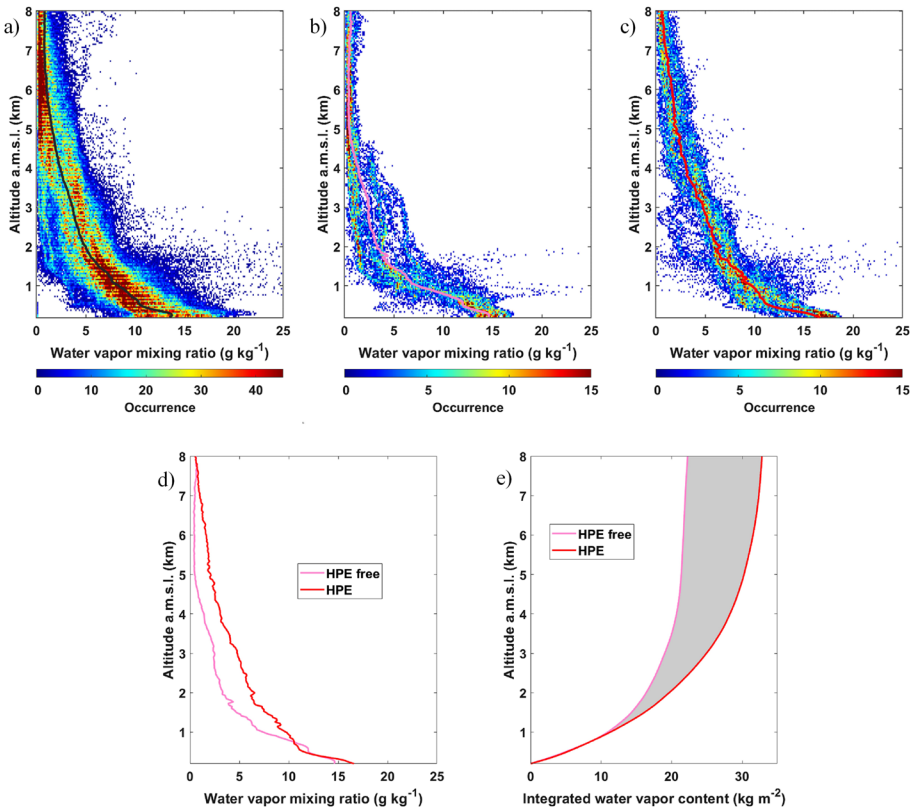 a)
b)
c)
8
7
6
5
4
3
2
1
Altitude a.m.s.l. (km)
0 5 10 15 20 25
Water vapor mixing ratio (g kg-1)
0 10 20 30 40
Occurrence
8
7
6
5
4
3
2
1
Altitude a.m.s.l. (km)
0 5 10 15 20 25
Water vapor mixing ratio (g kg-1)
0 5 10 15
Occurrence
8
7
6
5
4
3
2
1
Altitude a.m.s.l. (km)
0 5 10 15 20 25
Water vapor mixing ratio (g kg-1)
0 5 10 15
Occurrence
d)
8
7
6
5
4
3
2
1
Altitude a.m.s.l. (km)
HPE free
HPE
0 5 10 15 20 25
Water vapor mixing ratio (g kg-1)
e)
8
7
6
5
4
3
2
1
Altitude a.m.s.l. (km)
HPE free
HPE
0 10 20 30
Integrated water vapor content (kg m-2)